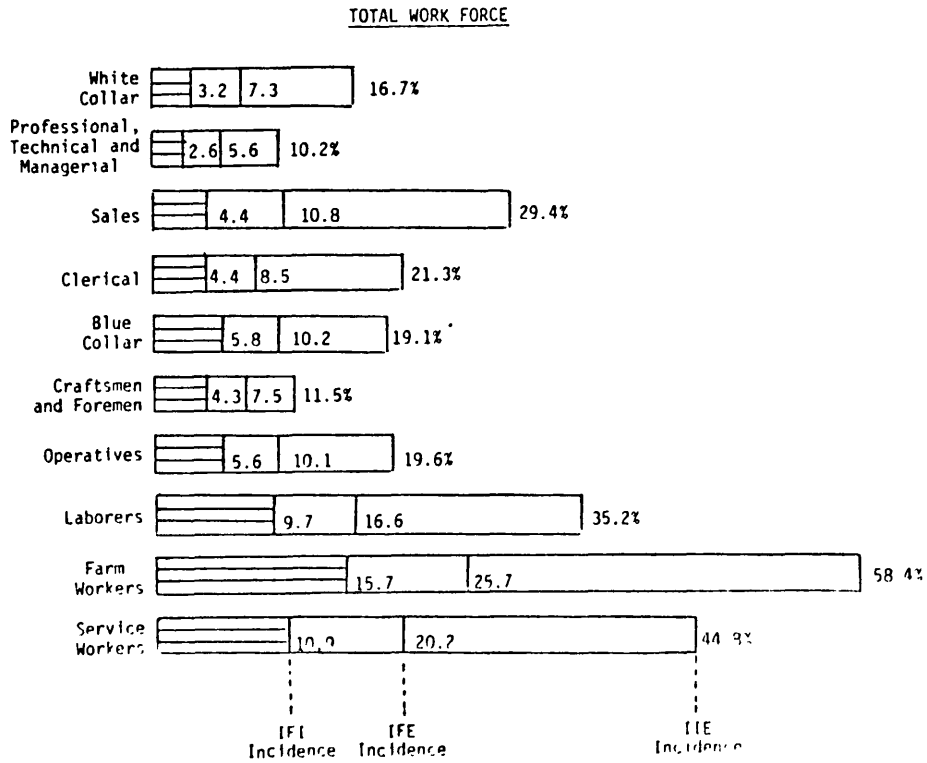 TOTAL WORK FORCE
White
Collar
3.2 7.3 16.7%
Professional,
Technical and
Managerial
2.6 5.6 10.2%
Sales
4.4 10.8 29.4%
Clerical
4.4 8.5 21.3%
Blue
Collar
5.8 10.2 19.1%
Craftsmen
and Foremen
4.3 7.5 11.5%
Operatives
5.6 10.1 19.6%
Laborers
9.7 16.6 35.2%
Farm
Workers
15.7 25.7 58.4%
Service
Workers
10.9 20.2
IFI IFE IIE
Incidence Incidence Incidence